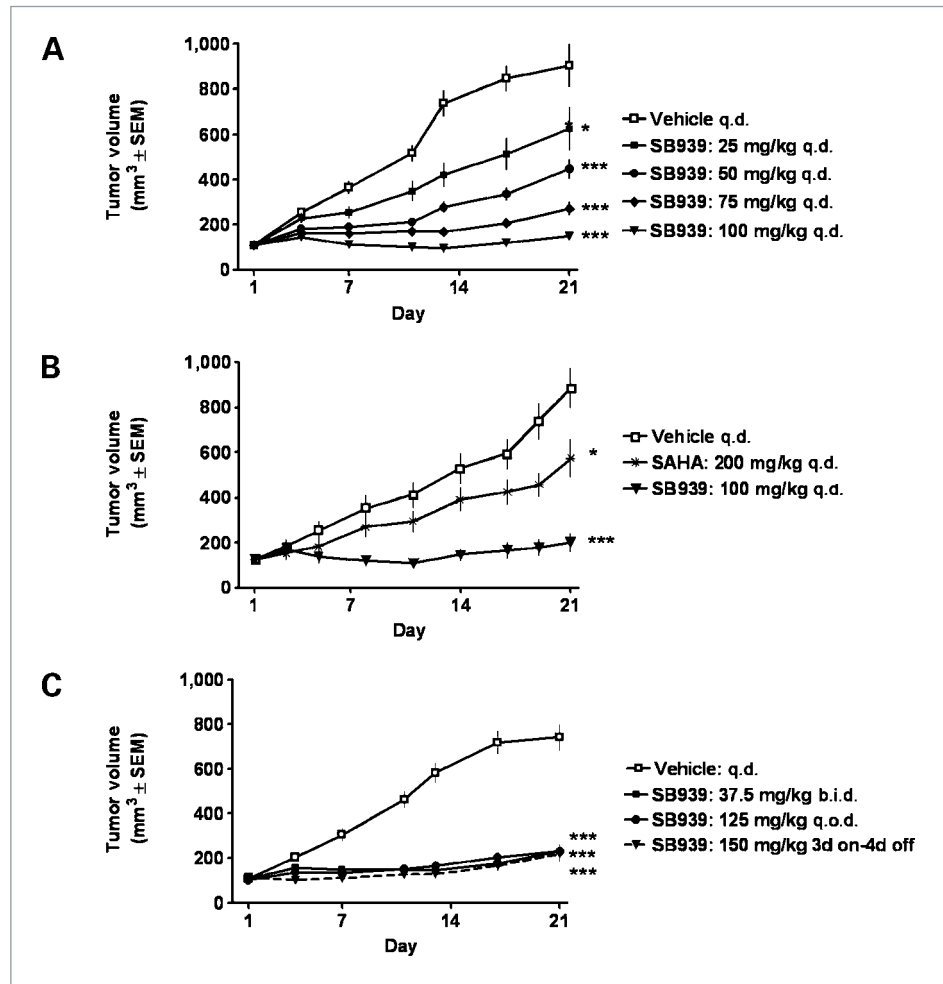 A
Tumor volume
(mm³ ± SEM)
1,000
800
600
400
200
0
1
7
14
21
Day
Vehicle q.d.
SB939: 25 mg/kg q.d.
SB939: 50 mg/kg q.d.
SB939: 75 mg/kg q.d.
SB939: 100 mg/kg q.d.
*
***
***
***
B
Tumor volume
(mm³ ± SEM)
1,000
800
600
400
200
0
1
7
14
21
Day
Vehicle q.d.
SAHA: 200 mg/kg q.d.
SB939: 100 mg/kg q.d.
*
***
C
Tumor volume
(mm³ ± SEM)
1,000
800
600
400
200
0
1
7
14
21
Day
Vehicle: q.d.
SB939: 37.5 mg/kg b.i.d.
SB939: 125 mg/kg q.o.d.
SB939: 150 mg/kg 3d on-4d off
***
***
***